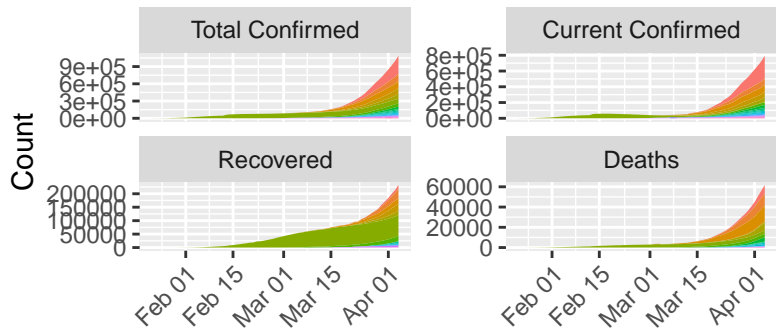 Total Confirmed
Current Confirmed
9e+05
6e+05
3e+05
0e+00
8e+05
6e+05
4e+05
2e+05
0e+00
Count
Recovered
Deaths
200000
150000
100000
50000
0
60000
40000
20000
0
Feb 01
Feb 15
Mar 01
Mar 15
Apr 01
Feb 01
Feb 15
Mar 01
Mar 15
Apr 01